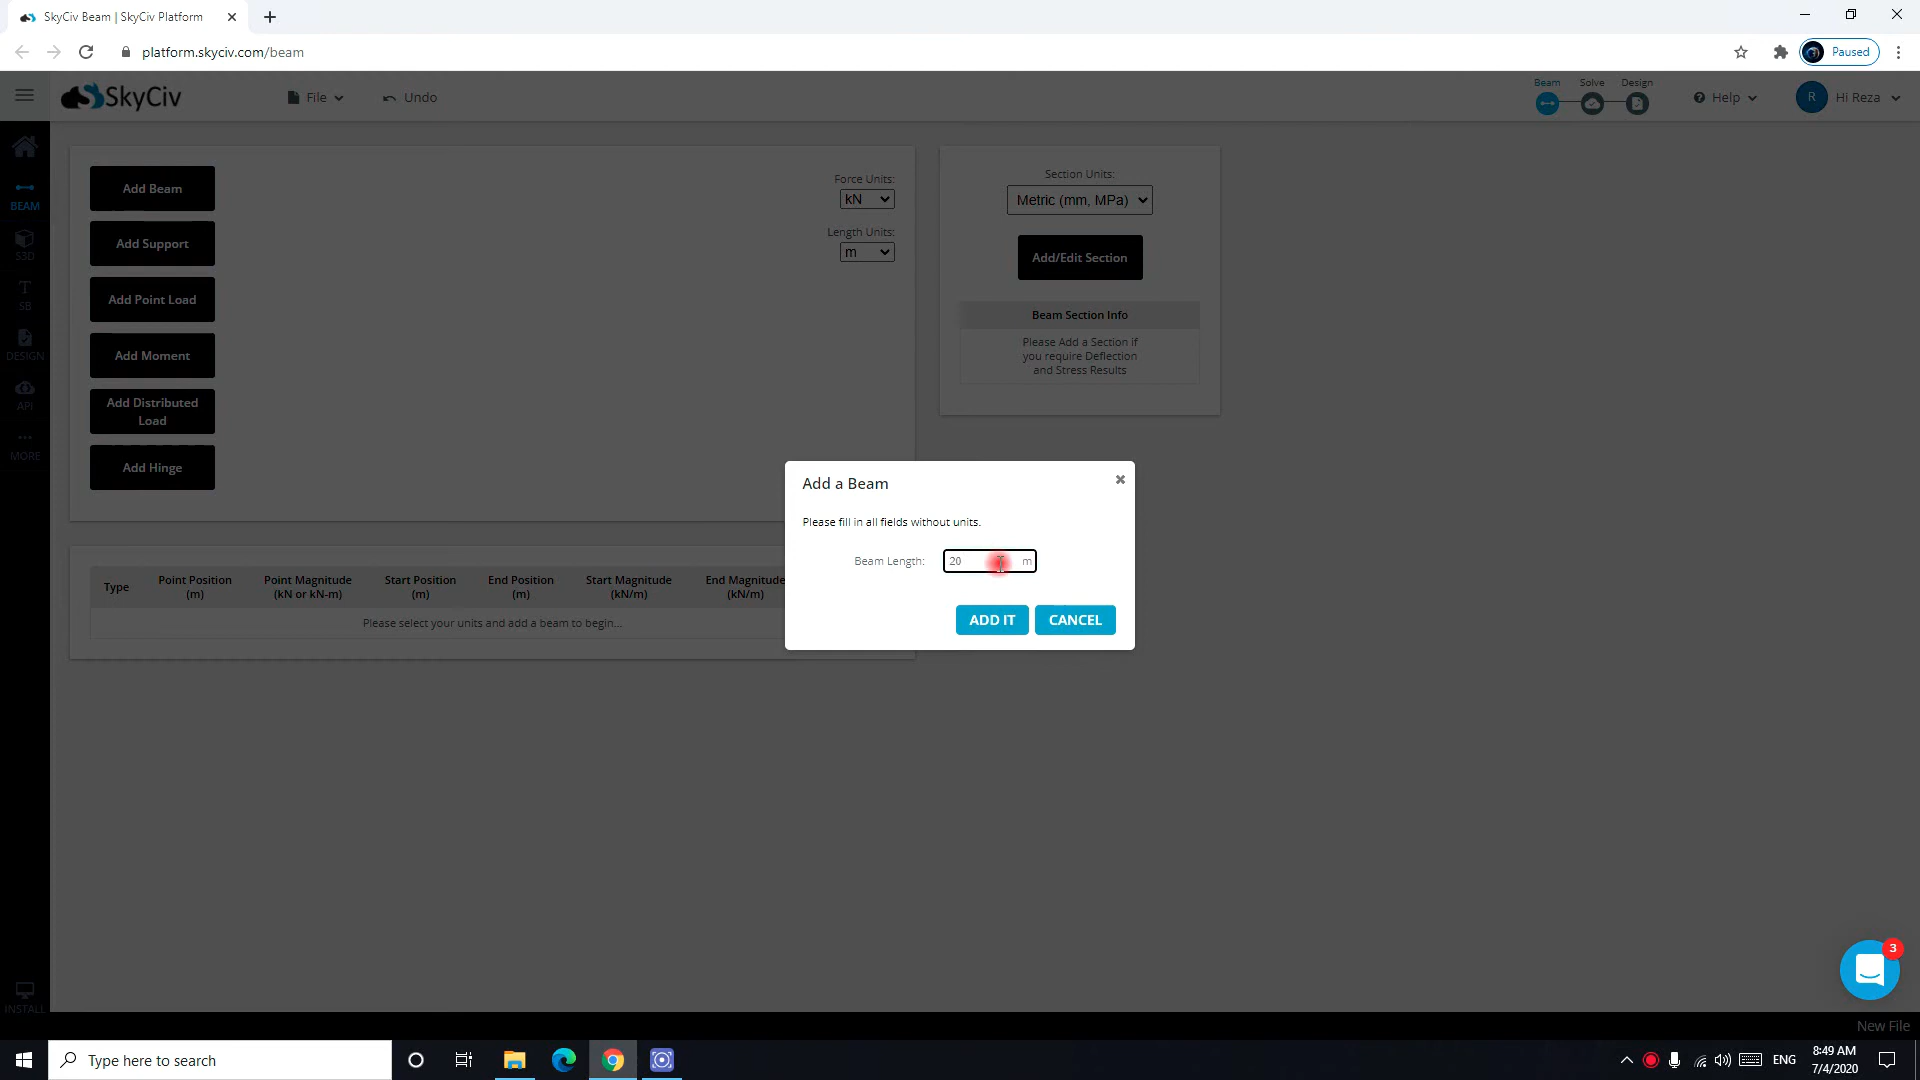 SkyCiv Beam | SkyCiv Platform
platform.skyciv.com/beam
Paused
SkyCiv
File
Undo
Beam
Solve
Design
Help
R
Hi Reza
BEAM
S3D
SB
DESIGN
API
MORE
INSTALL
Add Beam
Add Support
Add Point Load
Add Moment
Add Distributed
Load
Add Hinge
Force Units:
kN
Length Units:
m
Section Units:
Metric (mm, MPa)
Add/Edit Section
Beam Section Info
Please Add a Section if
you require Deflection
and Stress Results
Add a Beam
Please fill in all fields without units.
Beam Length:
20
m
ADD IT
CANCEL
Type
Point Position
(m)
Point Magnitude
(kN or kN-m)
Start Position
(m)
End Position
(m)
Start Magnitude
(kN/m)
End Magnitude
(kN/m)
Please select your units and add a beam to begin...
3
New File
Type here to search
ENG
8:49 AM
7/4/2020